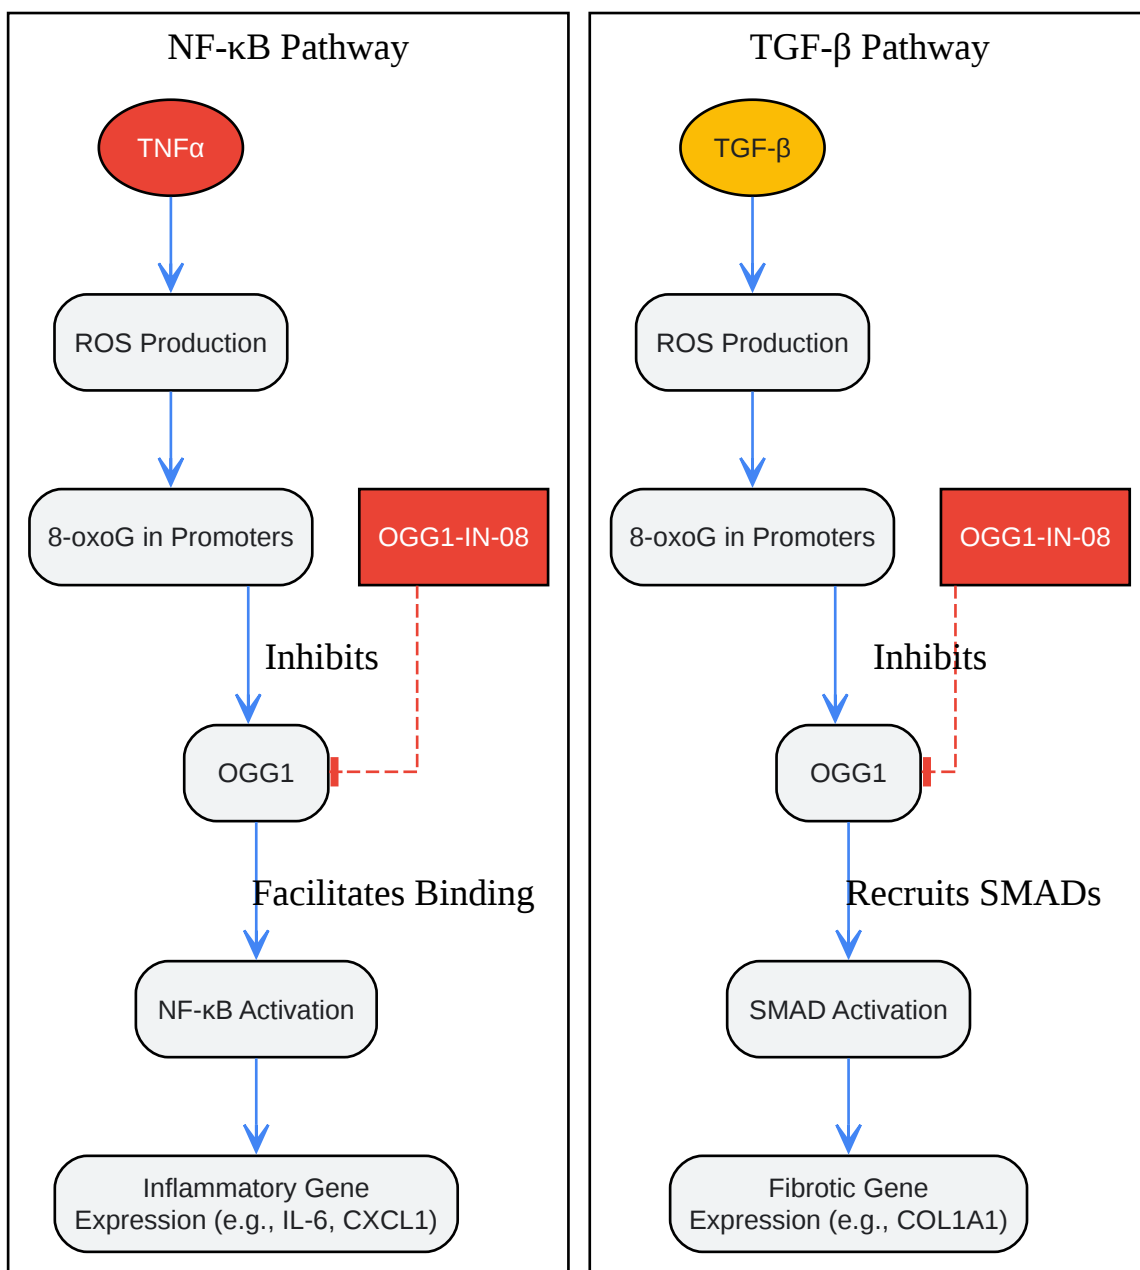 NF-κB Pathway
TNFα
ROS Production
8-oxoG in Promoters
OGG1-IN-08
Inhibits
OGG1
Facilitates Binding
NF-κB Activation
Inflammatory Gene
Expression (e.g., IL-6, CXCL1)
TGF-β Pathway
TGF-β
ROS Production
8-oxoG in Promoters
OGG1-IN-08
Inhibits
OGG1
Recruits SMADs
SMAD Activation
Fibrotic Gene
Expression (e.g., COL1A1)